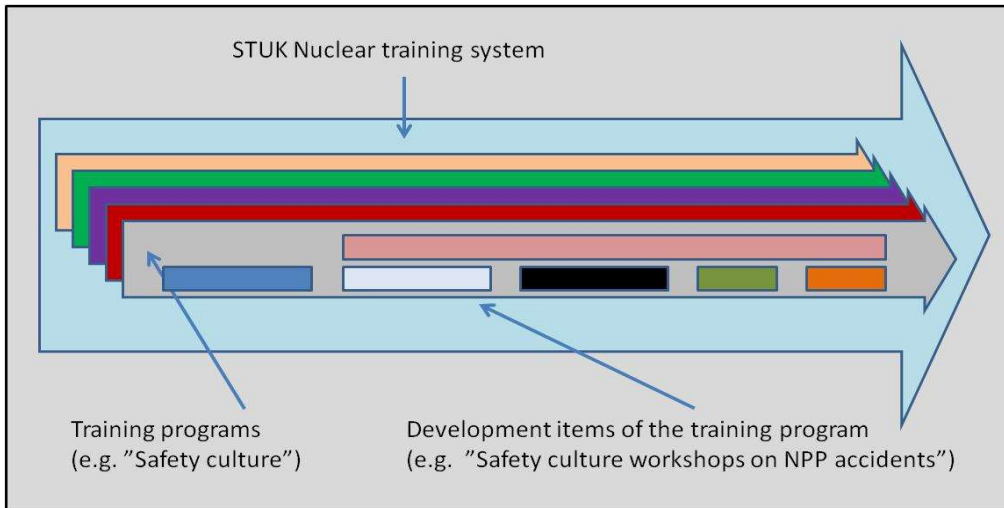 STUK Nuclear training system
Training programs
(e.g. ”Safety culture”)
Development items of the training program
(e.g.  ”Safety culture workshops on NPP accidents”)